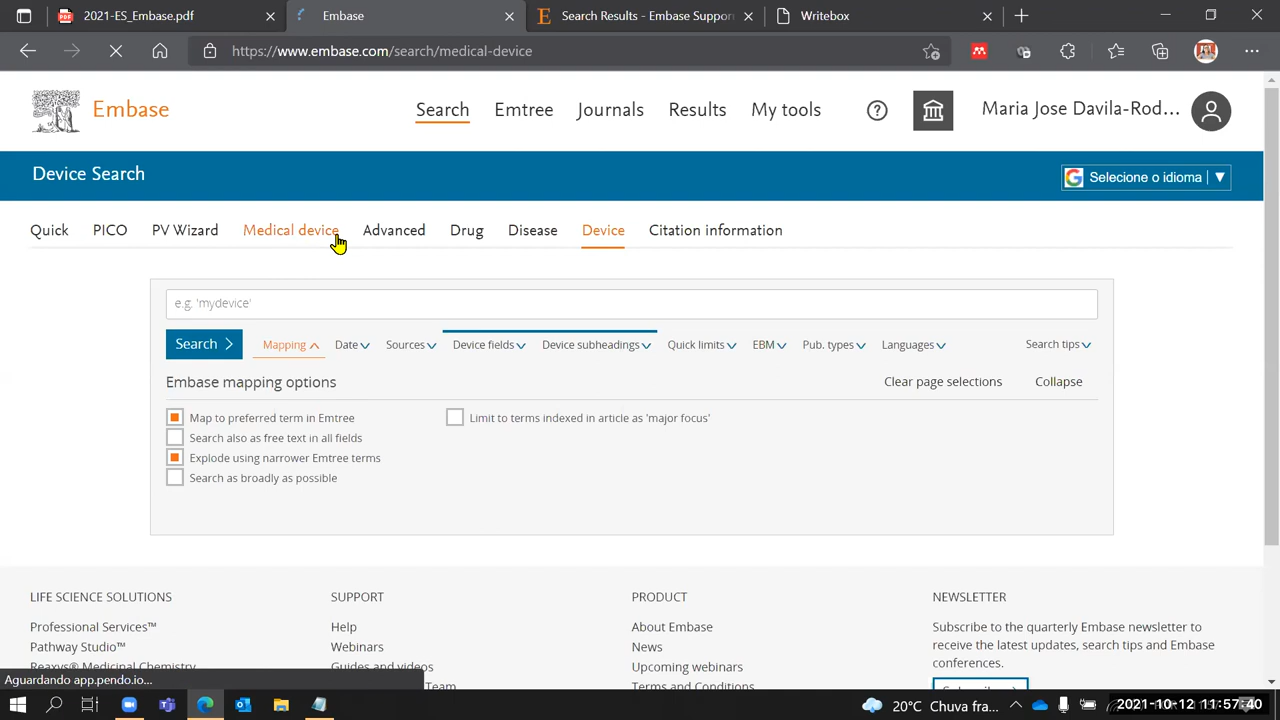 2021-ES_Embase.pdf
Embase
Search Results - Embase Suppor
Writebox
https://www.embase.com/search/medical-device
Embase
Search Emtree Journals Results My tools
Maria Jose Davila-Rod...
Device Search
Selecione o idioma
Quick PICO PV Wizard Medical device Advanced Drug Disease Device Citation information
e.g. 'mydevice'
Search Mapping Date Sources Device fields Device subheadings Quick limits EBM Pub. types Languages Search tips
Embase mapping options
Clear page selections Collapse
Map to preferred term in Emtree
Limit to terms indexed in article as 'major focus'
Search also as free text in all fields
Explode using narrower Emtree terms
Search as broadly as possible
LIFE SCIENCE SOLUTIONS SUPPORT PRODUCT NEWSLETTER
Professional Services™ Help About Embase Subscribe to the quarterly Embase newsletter to
Pathway Studio™ Webinars News receive the latest updates, search tips and Embase
conferences.
Reaxys® Medicinal Chemistry Guides and videos Upcoming webinars
Aguardando app.pendo.io...
Team Terms and Conditions
20°C Chuva fra...
2021-10-12 11:57:40